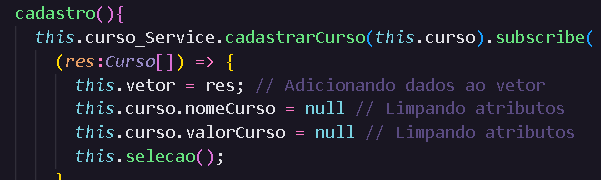 cadastro(){
this.curso_Service.cadastrarCurso(this.curso).subscribe(
(res:Curso[]) => {
this.vetor = res; // Adicionando dados ao vetor
this.curso.nomeCurso = null // Limpando atributos
this.curso.valorCurso = null // Limpando atributos
this.selecao();
}